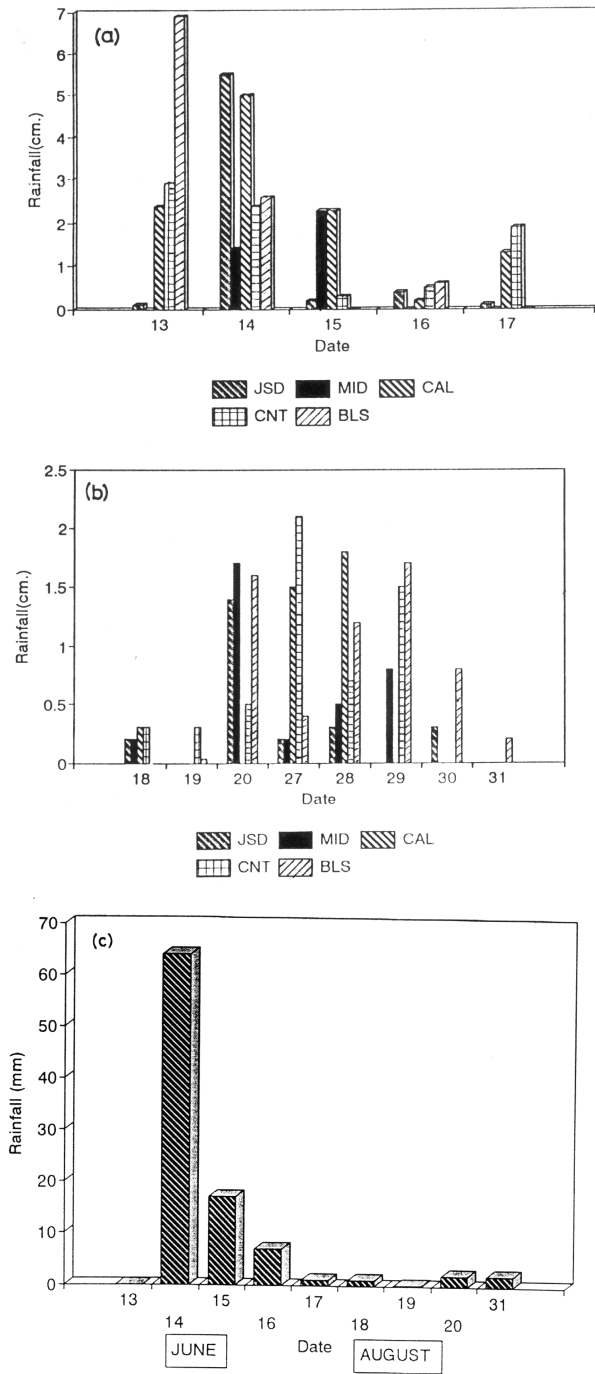 (a)
7
6
5
4
3
2
1
0
Rainfall(cm.)
13 14 15 16 17
Date
JSD MID CAL
CNT BLS
(b)
2.5
2
1.5
1
0.5
0
Rainfall(cm.)
18 19 20 27 28 29 30 31
Date
JSD MID CAL
CNT BLS
(c)
70
60
50
40
30
20
10
0
Rainfall (mm)
13 15 17 19 31
14 16 18 20
JUNE Date AUGUST